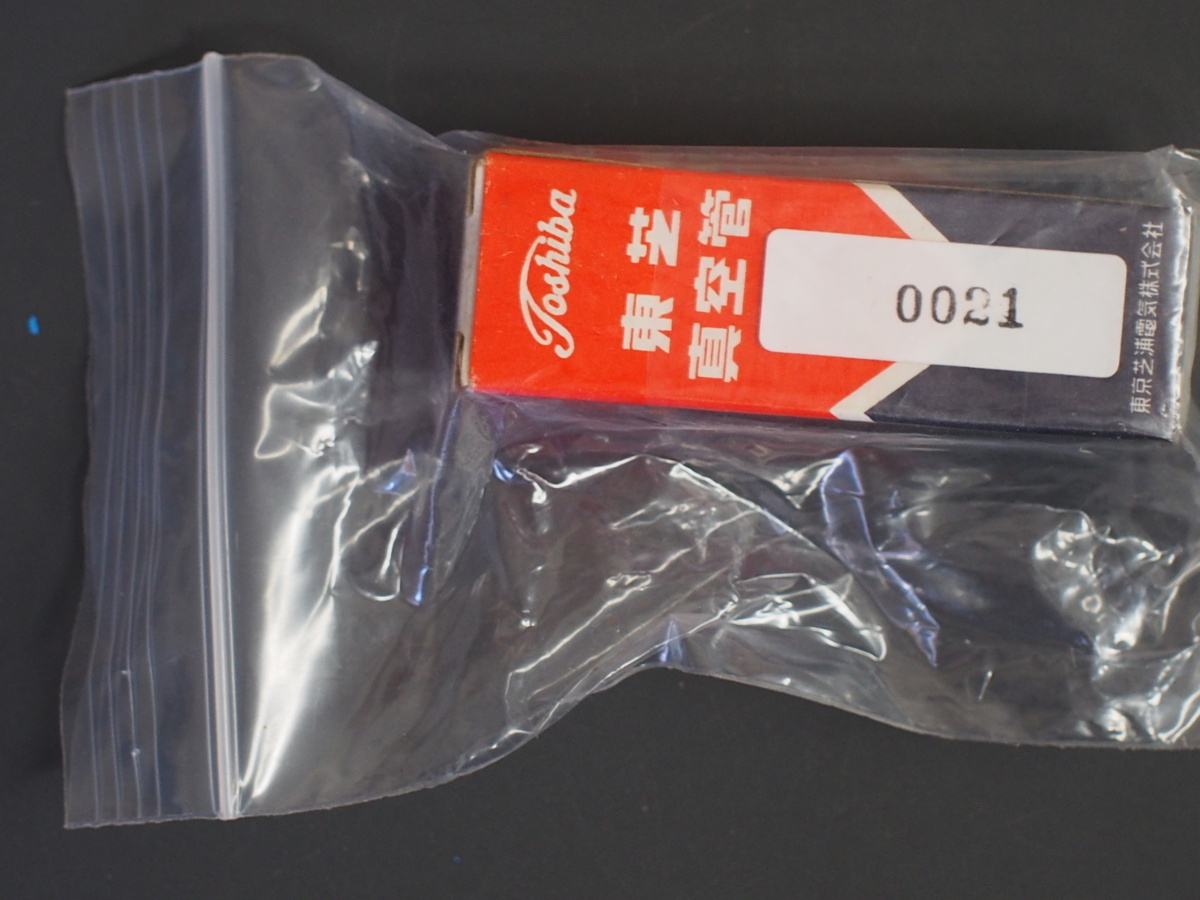 Toshiba
東芝
真空管
0021
東京芝浦電気株式会社